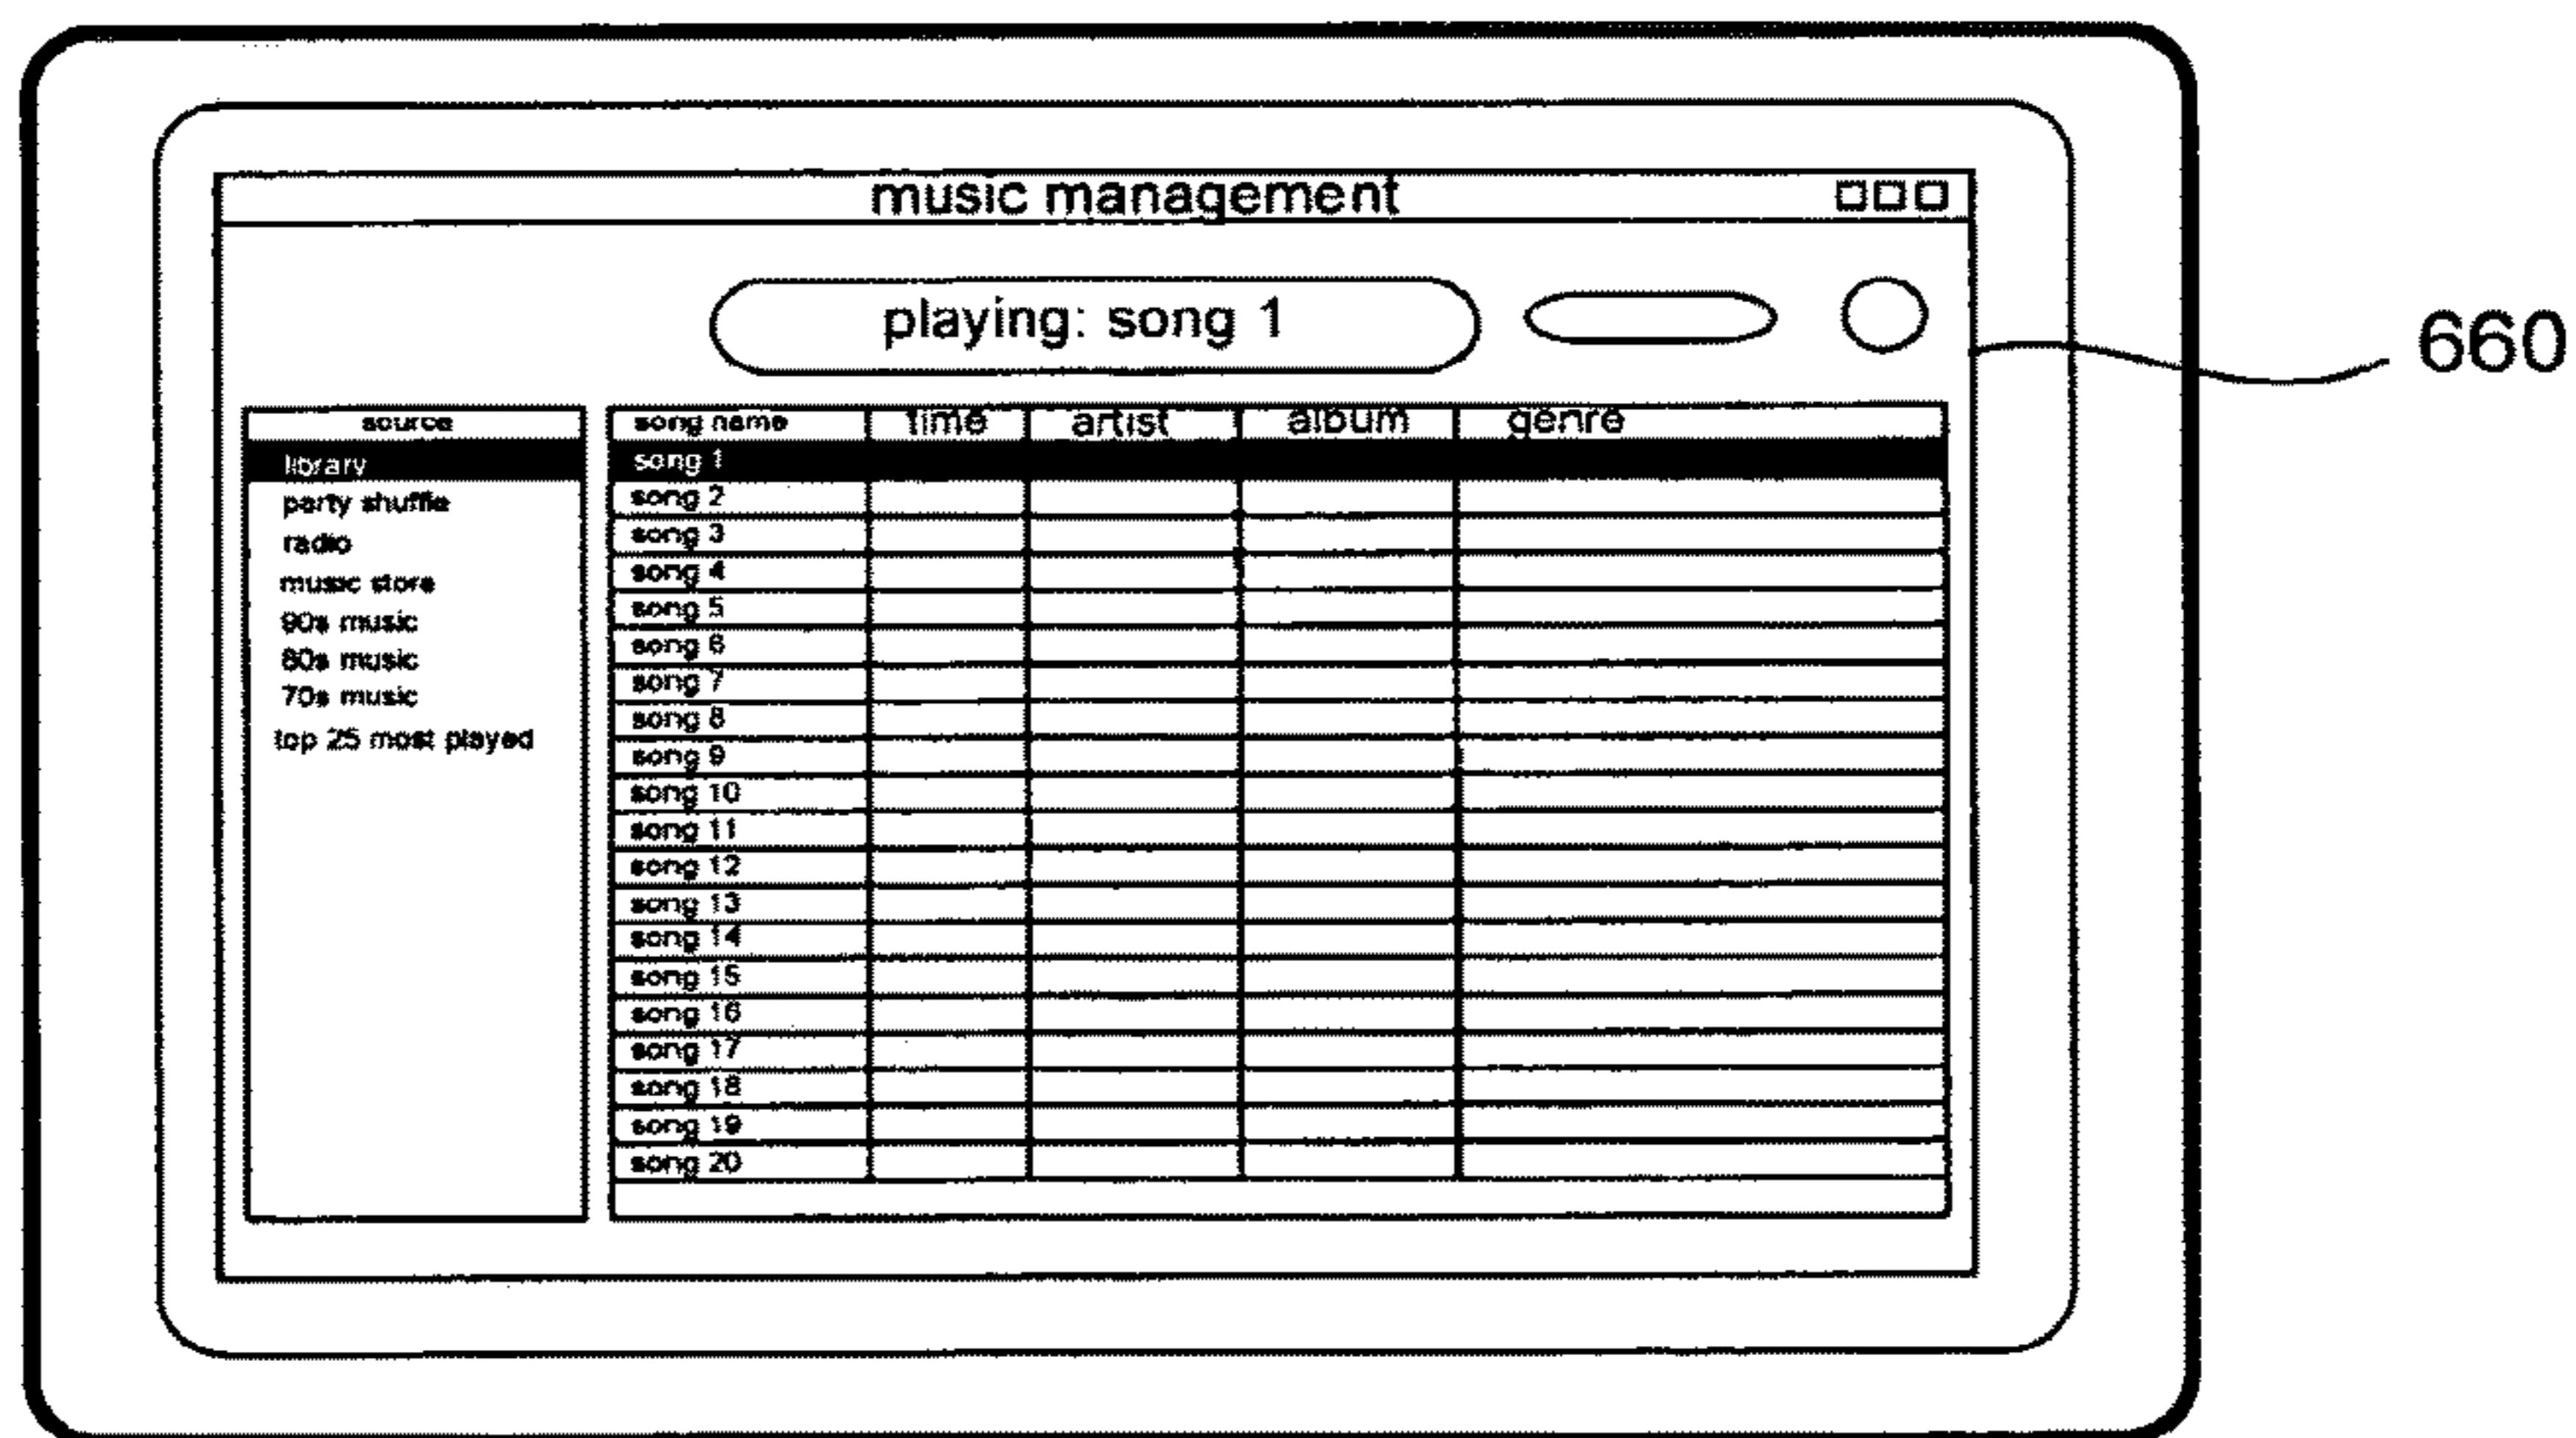 music management
playing: song 1
660
source
library
party shuffle
radio
music store
90s music
80s music
70s music
top 25 most played
song name time artist album genre
song 1
song 2
song 3
song 4
song 5
song 6
song 7
song 8
song 9
song 10
song 11
song 12
song 13
song 14
song 15
song 16
song 17
song 18
song 19
song 20